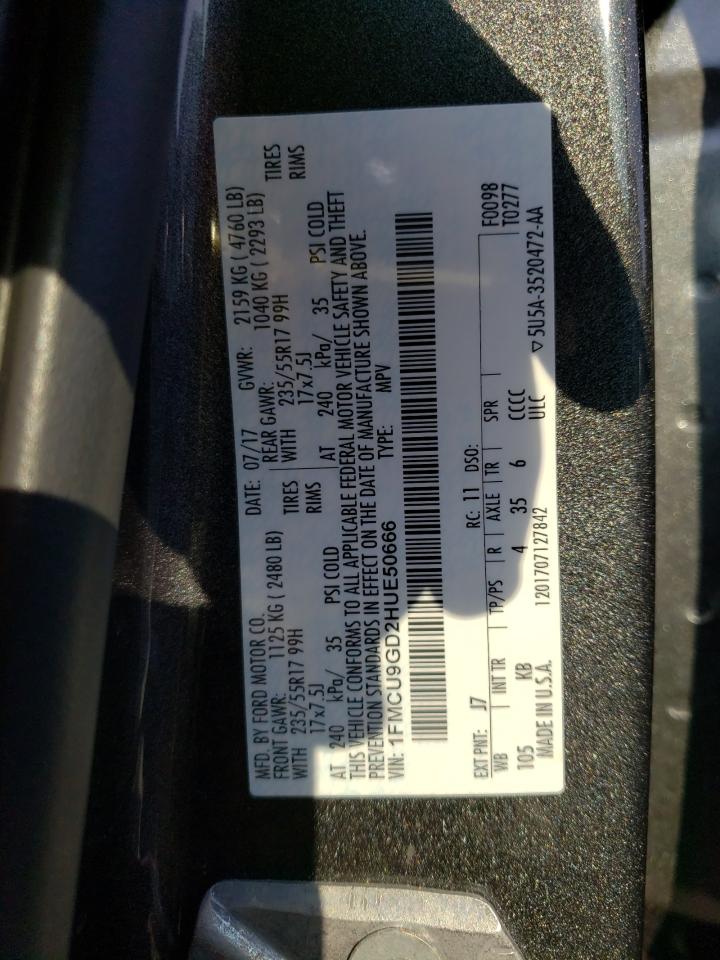 MFD. BY FORD MOTOR CO.
DATE: 07/17 GVWR: 2159 KG ( 4760 LB)
FRONT GAWR: 1125 KG ( 2480 LB)
REAR GAWR: 1040 KG ( 2293 LB)
WITH 235/55R17 99H TIRES
WITH 235/55R17 99H TIRES
17x7.5J RIMS
17x7.5J RIMS
AT 240 kPa/ 35 PSI COLD
AT 240 kPa/ 35 PSI COLD
THIS VEHICLE CONFORMS TO ALL APPLICABLE FEDERAL MOTOR VEHICLE SAFETY AND THEFT
PREVENTION STANDARDS IN EFFECT ON THE DATE OF MANUFACTURE SHOWN ABOVE.
VIN: 1FMCU9GD2HUE50666 TYPE: MPV
EXT PNT: J7 RC: 11 DSO: F0098
WB INT TR TP/PS R AXLE TR SPR T0277
105 KB 4 35 6 CCCC
ULC
MADE IN U.S.A. 1201707127842 ▽5U5A-3520472-AA